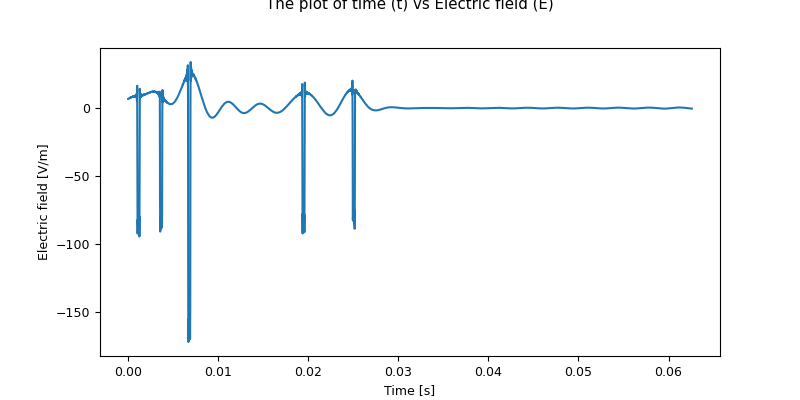 The plot of time (t) vs Electric field (E)
Electric field [V/m]
0
−50
−100
−150
0.00 0.01 0.02 0.03 0.04 0.05 0.06
Time [s]